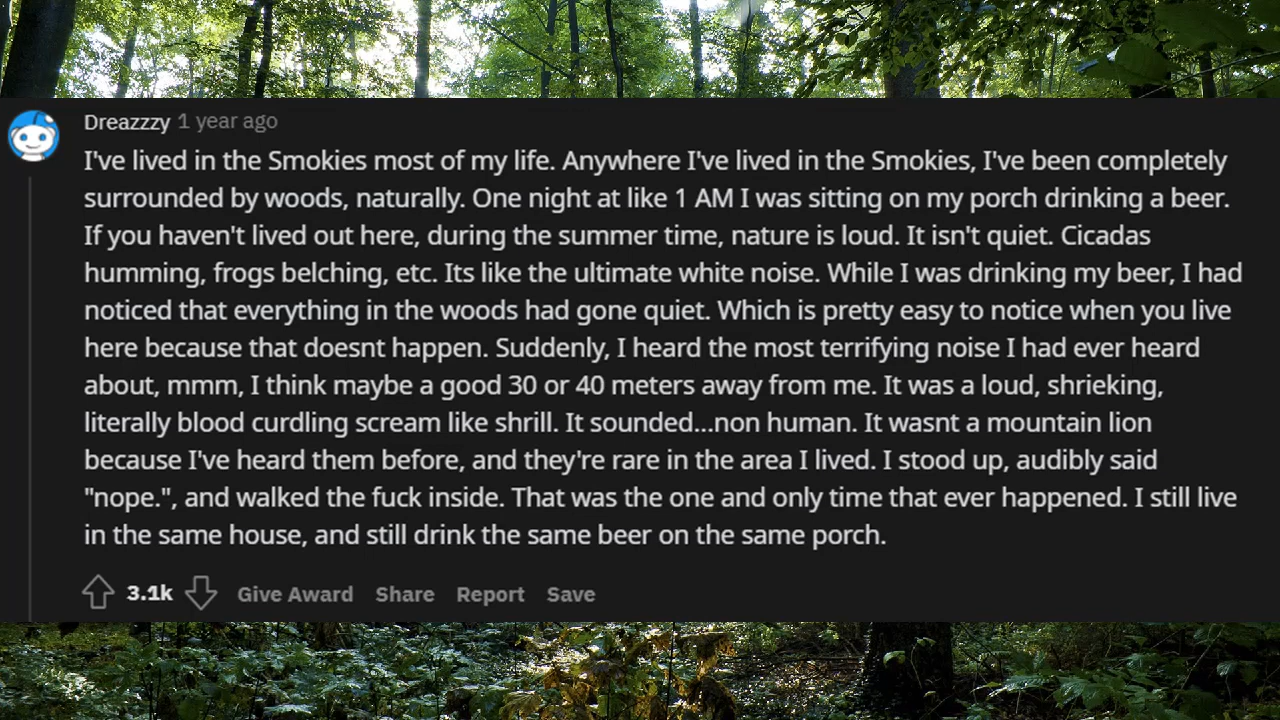 Dreazzzy 1 year ago
I've lived in the Smokies most of my life. Anywhere I've lived in the Smokies, I've been completely
surrounded by woods, naturally. One night at like 1 AM I was sitting on my porch drinking a beer.
If you haven't lived out here, during the summer time, nature is loud. It isn't quiet. Cicadas
humming, frogs belching, etc. Its like the ultimate white noise. While I was drinking my beer, I had
noticed that everything in the woods had gone quiet. Which is pretty easy to notice when you live
here because that doesnt happen. Suddenly, I heard the most terrifying noise I had ever heard
about, mmm, I think maybe a good 30 or 40 meters away from me. It was a loud, shrieking,
literally blood curdling scream like shrill. It sounded...non human. It wasnt a mountain lion
because I've heard them before, and they're rare in the area I lived. I stood up, audibly said
"nope.", and walked the fuck inside. That was the one and only time that ever happened. I still live
in the same house, and still drink the same beer on the same porch.
3.1k Give Award Share Report Save